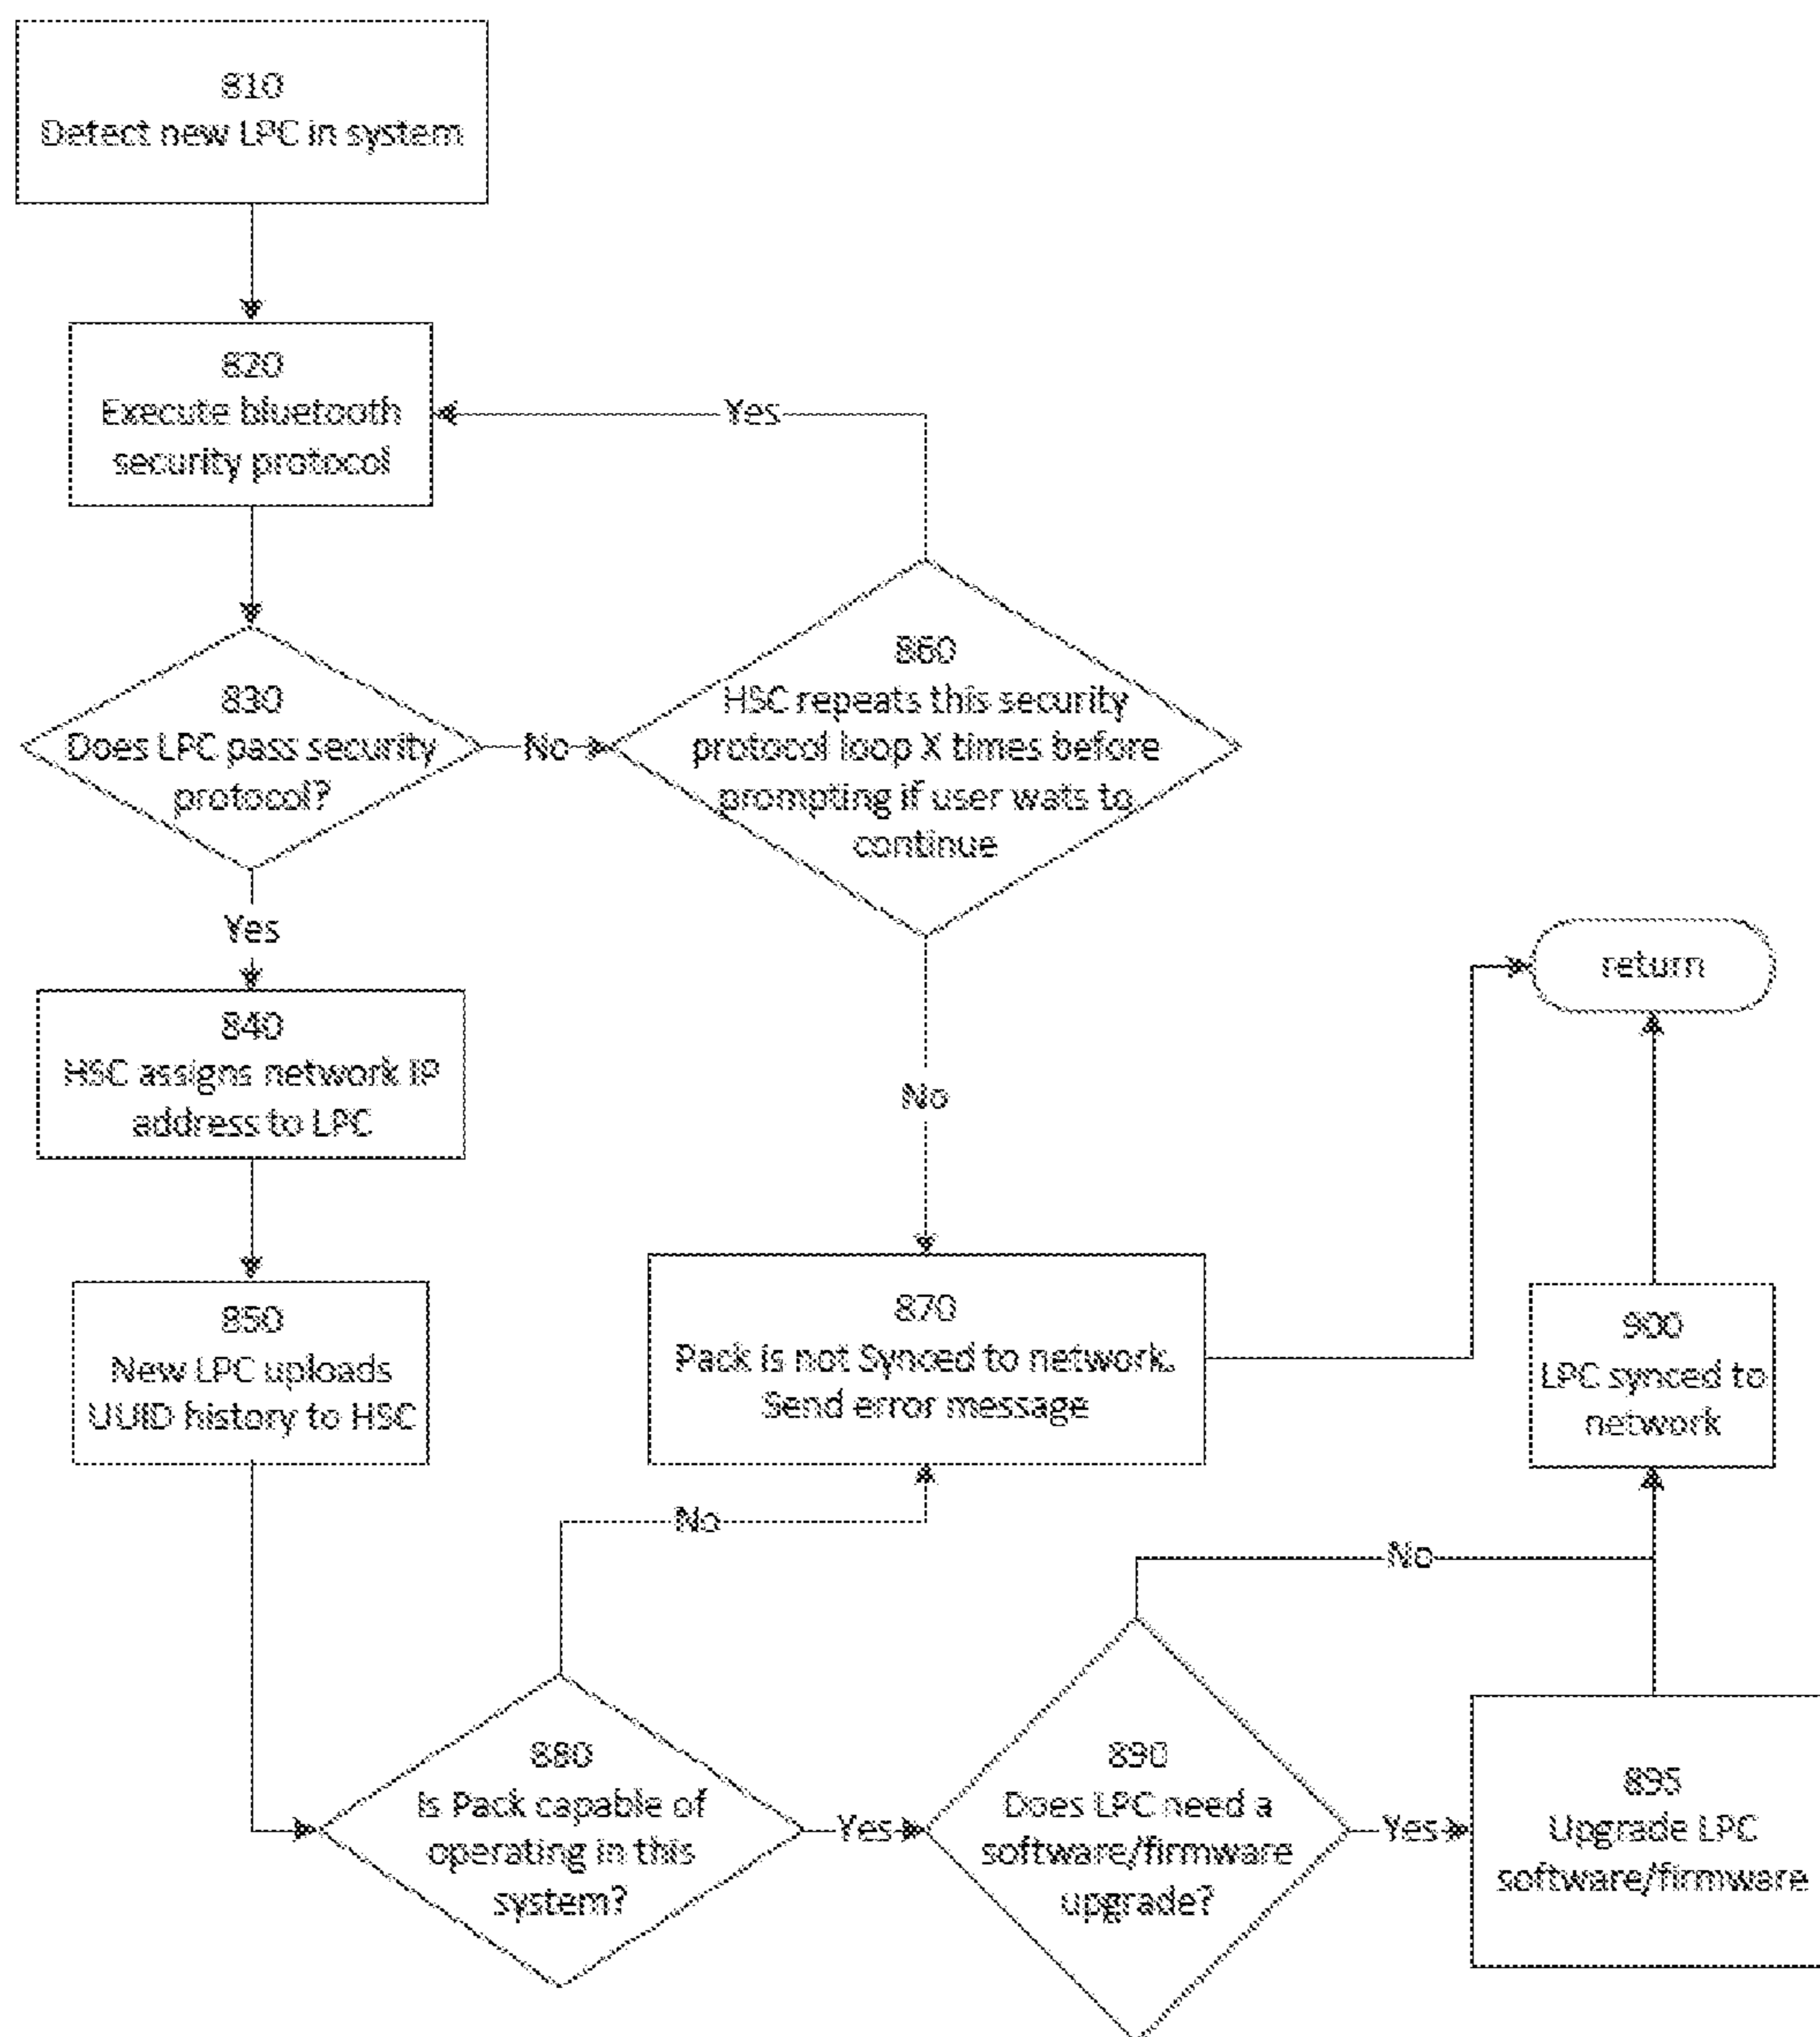 810
Detect new LPC in system
820
Execute bluetooth
security protocol
Yes
860
HSC repeats this security
protocol loop X times before
prompting if user wats to
continue
830
Does LPC pass security
protocol?
No
Yes
840
HSC assigns network IP
address to LPC
return
No
850
New LPC uploads
UUID history to HSC
870
Pack is not Synced to network.
Send error message
900
LPC synced to
network
No
No
880
Is Pack capable of
operating in this
system?
Yes
890
Does LPC need a
software/firmware
upgrade?
Yes
895
Upgrade LPC
software/firmware